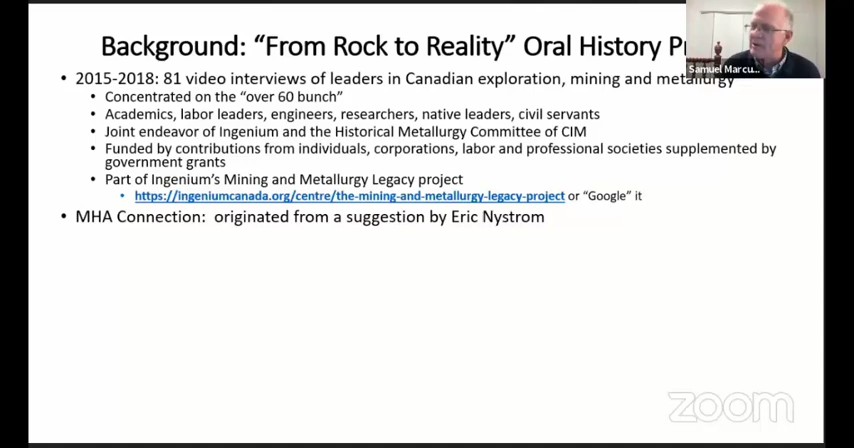 Background: “From Rock to Reality” Oral History Pr
Samuel Marcu...
• 2015-2018: 81 video interviews of leaders in Canadian exploration, mining and metallurgy
• Concentrated on the “over 60 bunch”
• Academics, labor leaders, engineers, researchers, native leaders, civil servants
• Joint endeavor of Ingenium and the Historical Metallurgy Committee of CIM
• Funded by contributions from individuals, corporations, labor and professional societies supplemented by
government grants
• Part of Ingenium’s Mining and Metallurgy Legacy project
• https://ingeniumcanada.org/centre/the-mining-and-metallurgy-legacy-project or “Google” it
• MHA Connection: originated from a suggestion by Eric Nystrom
zoom